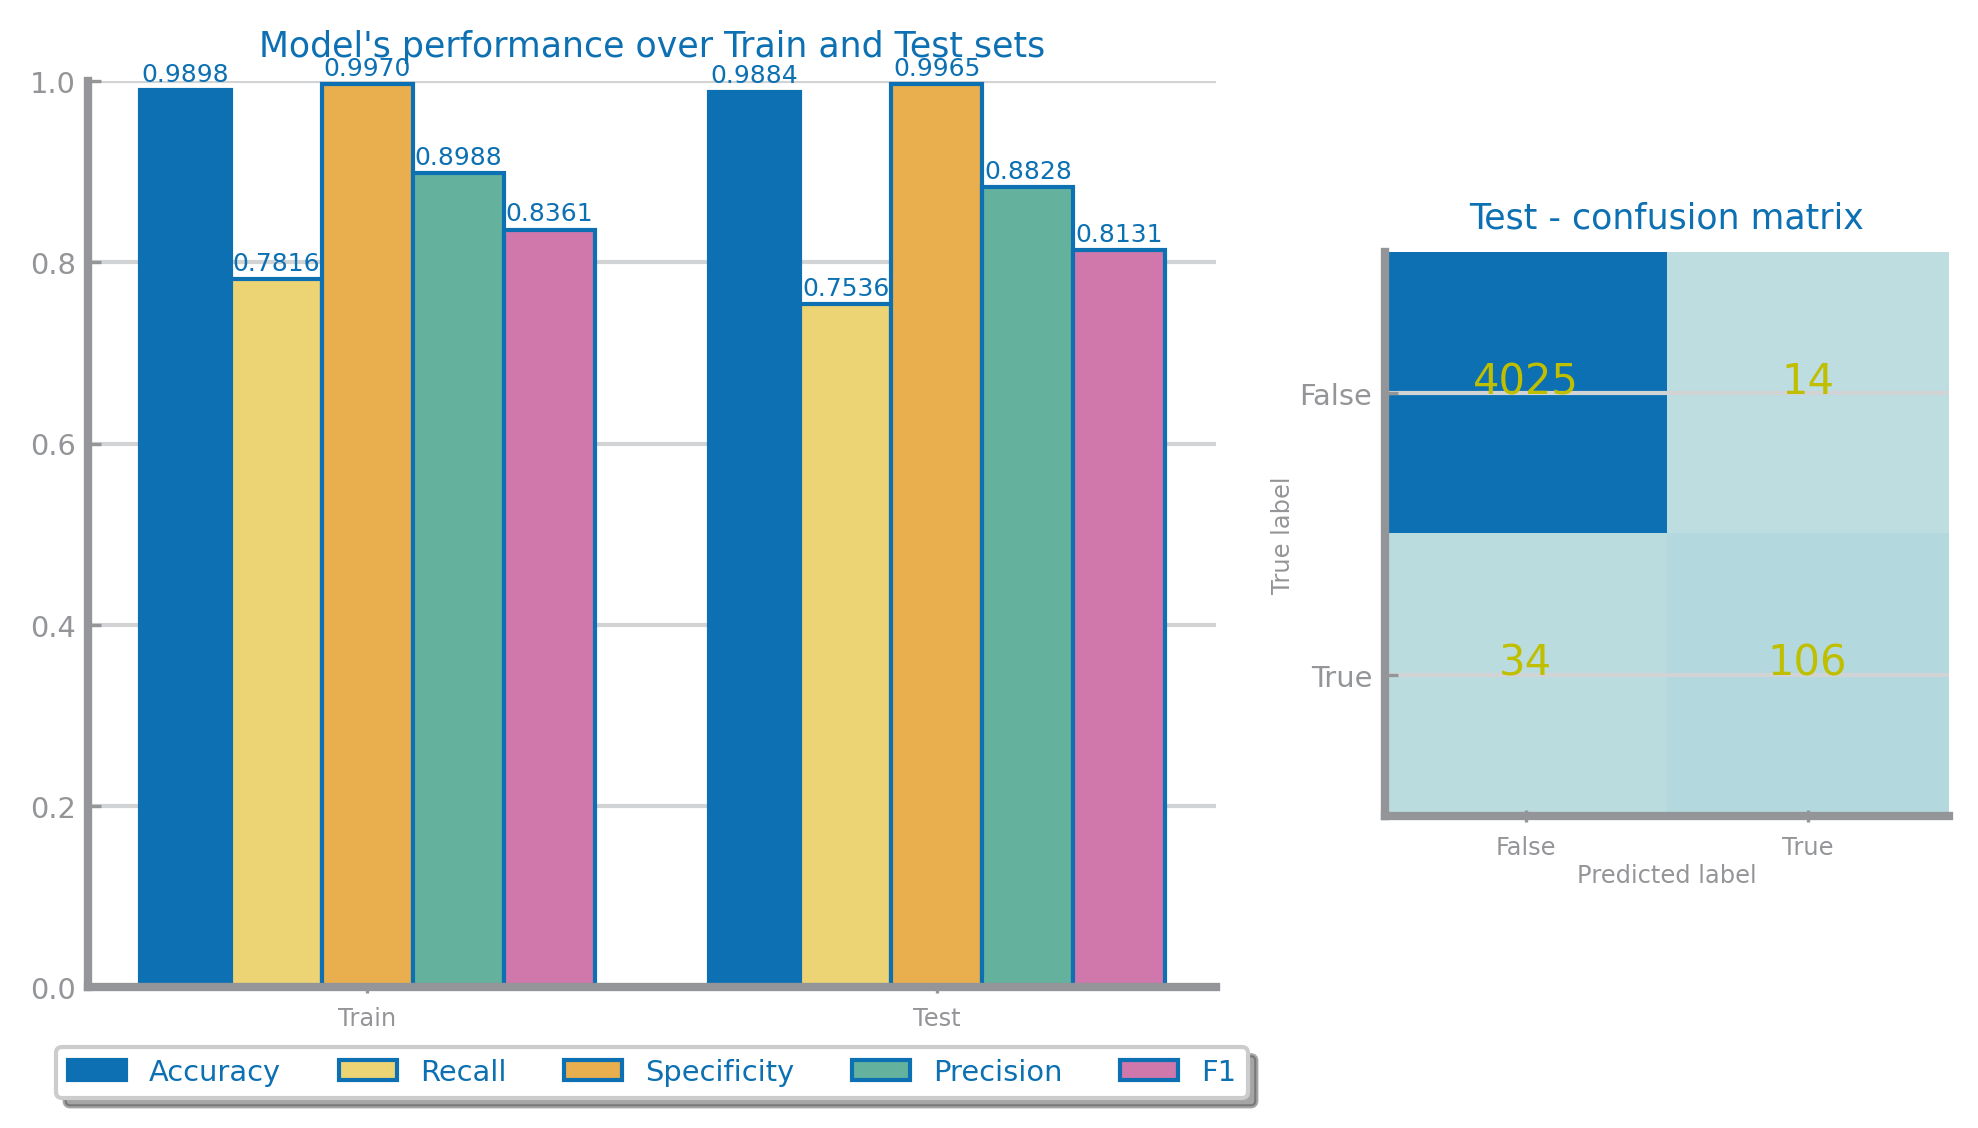 Model's performance over Train and Test sets
0.9898
0.7816
0.9970
0.8988
0.8361
0.9884
0.7536
0.9965
0.8828
0.8131
1.0
0.8
0.6
0.4
0.2
0.0
Train
Test
Accuracy
Recall
Specificity
Precision
F1
Test - confusion matrix
True label
False
4025
14
True
34
106
False
True
Predicted label